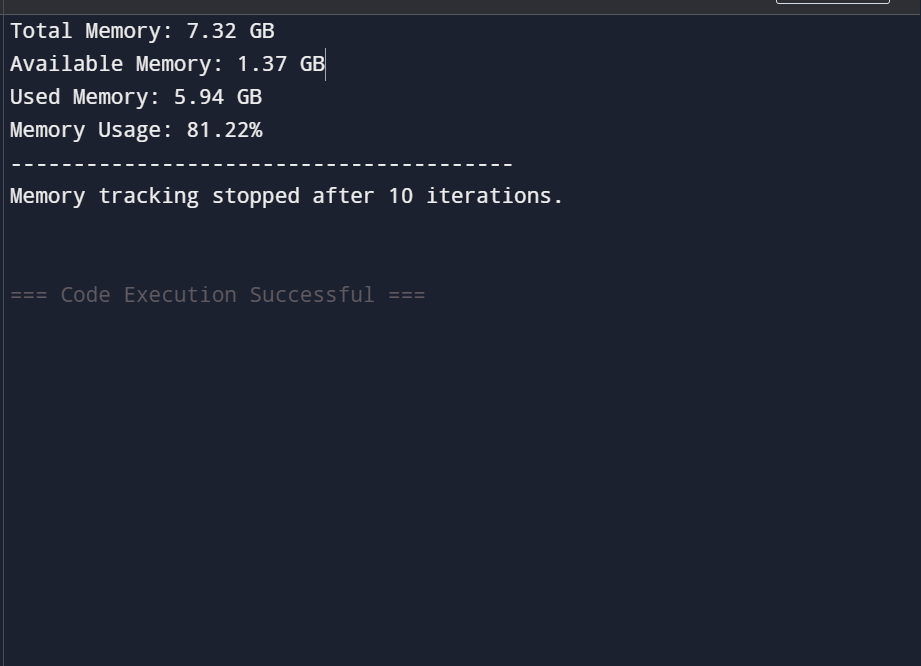 Total Memory: 7.32 GB
Available Memory: 1.37 GB
Used Memory: 5.94 GB
Memory Usage: 81.22%
----------------------------------------
Memory tracking stopped after 10 iterations.
=== Code Execution Successful ===